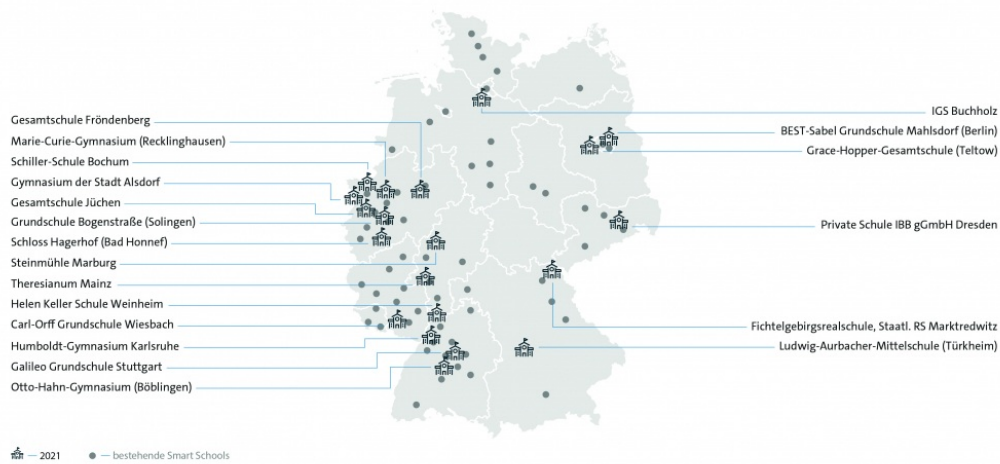 Gesamtschule Fröndenberg
Marie-Curie-Gymnasium (Recklinghausen)
Schiller-Schule Bochum
Gymnasium der Stadt Alsdorf
Gesamtschule Jüchen
Grundschule Bogenstraße (Solingen)
Schloss Hagerhof (Bad Honnef)
Steinmühle Marburg
Theresianum Mainz
Helen Keller Schule Weinheim
Carl-Orff Grundschule Wiesbach
Humboldt-Gymnasium Karlsruhe
Galileo Grundschule Stuttgart
Otto-Hahn-Gymnasium (Böblingen)
IGS Buchholz
BEST-Sabel Grundschule Mahlsdorf (Berlin)
Grace-Hopper-Gesamtschule (Teltow)
Private Schule IBB gGmbH Dresden
Fichtelgebirgsrealschule, Staatl. RS Marktredwitz
Ludwig-Aurbacher-Mittelschule (Türkheim)
2021
bestehende Smart Schools